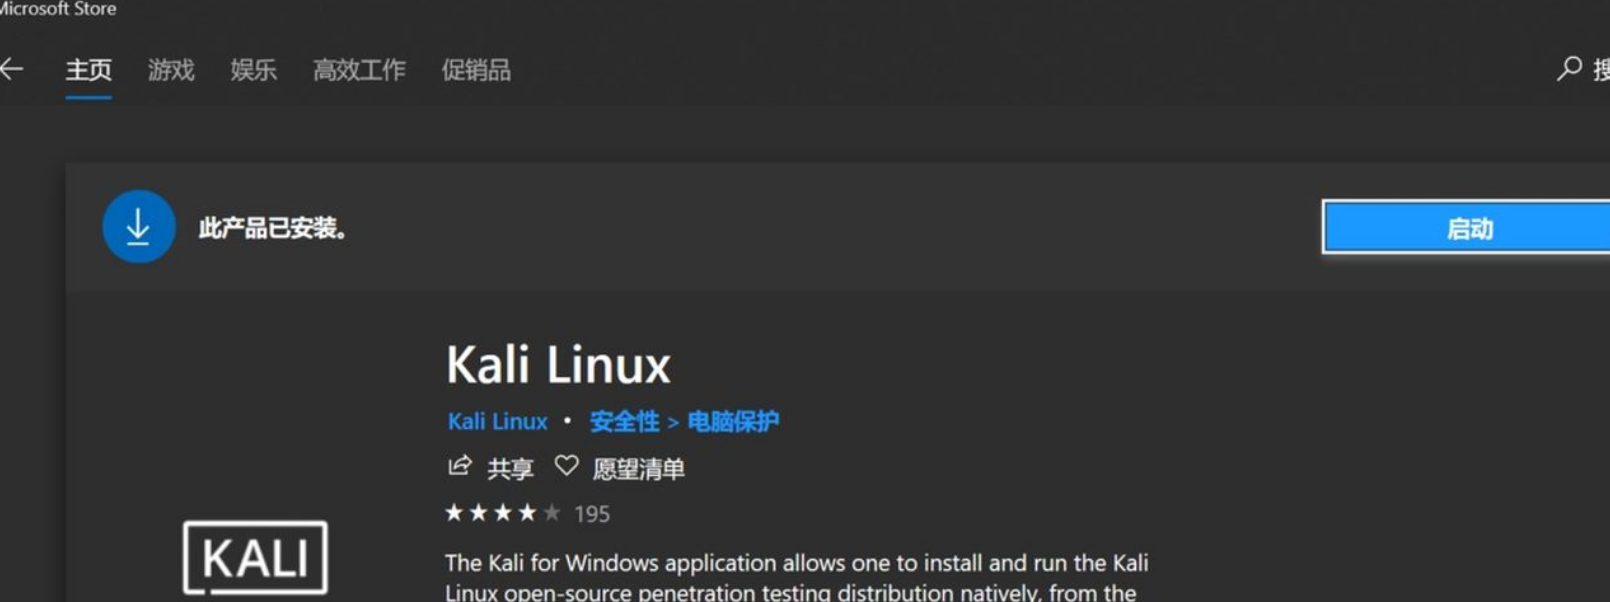 Microsoft Store
主页 游戏 娱乐 高效工作 促销品
此产品已安装。
启动
Kali Linux
Kali Linux • 安全性 > 电脑保护
共享 愿望清单
195
KALI
The Kali for Windows application allows one to install and run the Kali
Linux open-source penetration testing distribution natively, from the